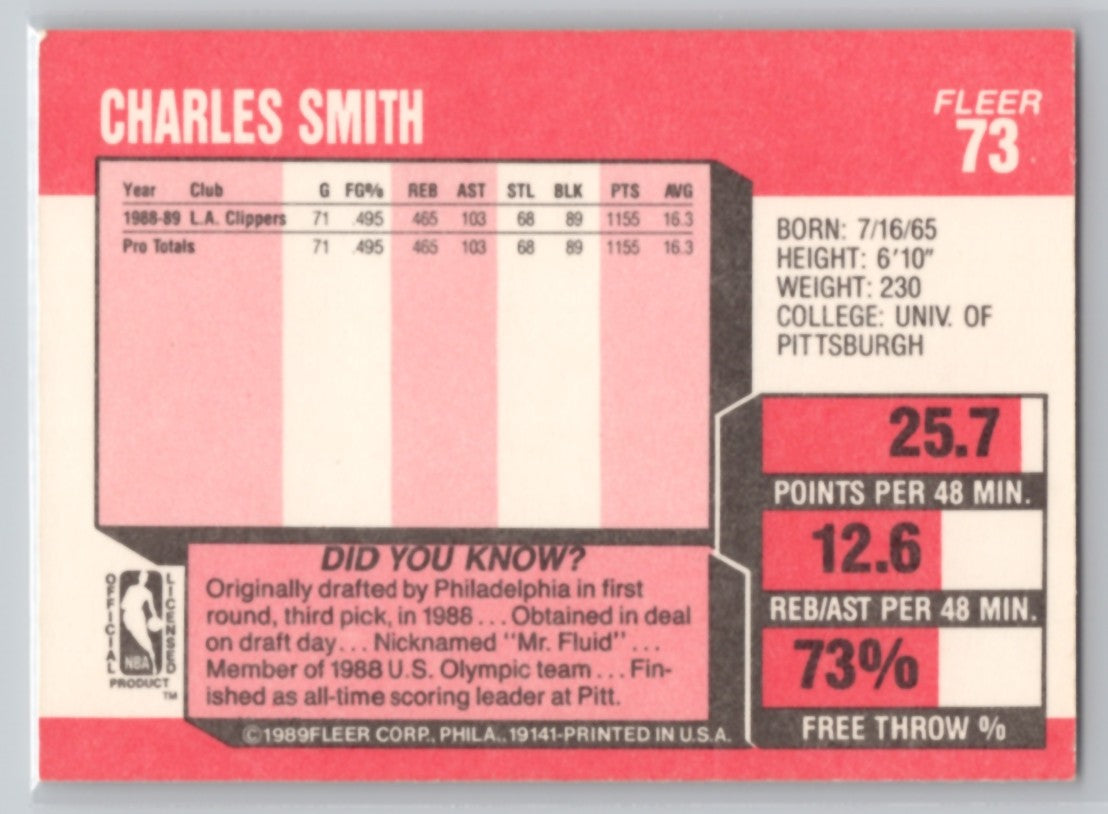 CHARLES SMITH
FLEER
73
Year Club G FG% REB AST STL BLK PTS AVG
1988-89 L.A. Clippers 71 .495 465 103 68 89 1155 16.3
Pro Totals 71 .495 465 103 68 89 1155 16.3
BORN: 7/16/65
HEIGHT: 6'10"
WEIGHT: 230
COLLEGE: UNIV. OF
PITTSBURGH
25.7
POINTS PER 48 MIN.
12.6
REB/AST PER 48 MIN.
73%
FREE THROW %
DID YOU KNOW?
Originally drafted by Philadelphia in first
round, third pick, in 1988 . . . Obtained in deal
on draft day. . . Nicknamed "Mr. Fluid" . . .
Member of 1988 U.S. Olympic team . . . Fin-
ished as all-time scoring leader at Pitt.
OFFICIAL
LICENSED
NBA
PRODUCT
TM
©1989FLEER CORP., PHILA., 19141-PRINTED IN U.S.A.